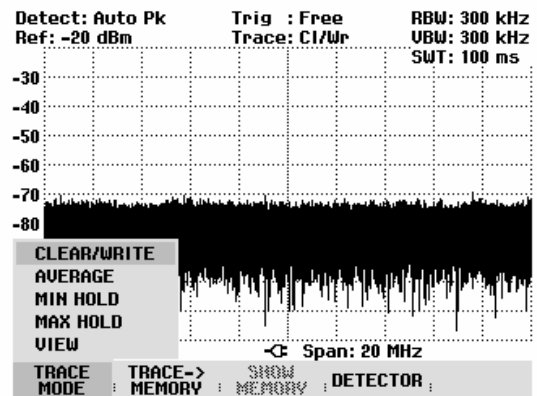 Detect: Auto Pk Trig : Free RBW: 300 kHz
Ref: -20 dBm Trace: Cl/Wr VBW: 300 kHz
SWT: 100 ms
-30
-40
-50
-60
-70
-80
CLEAR/WRITE
AVERAGE
MIN HOLD
MAX HOLD
VIEW
Span: 20 MHz
TRACE MODE
TRACE-> MEMORY
SHOW MEMORY
DETECTOR